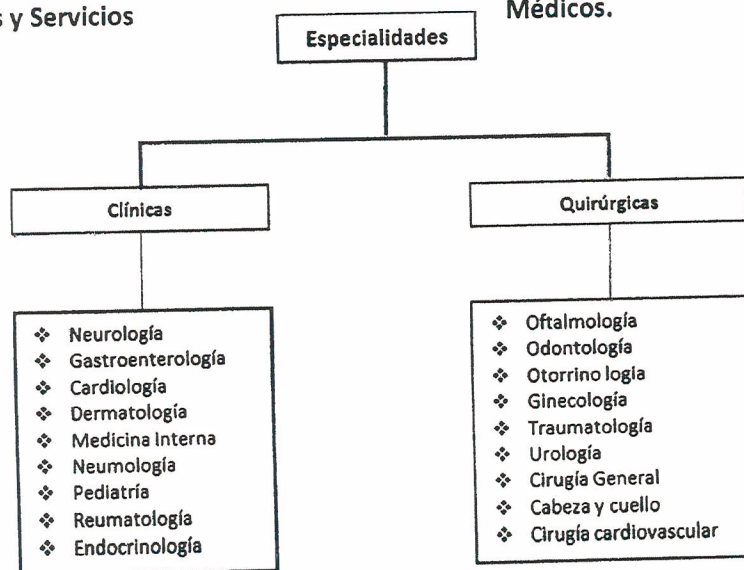 s y Servicios
Médicos.
Especialidades
Clínicas
Quirúrgicas
❖ Neurología
❖ Gastroenterología
❖ Cardiología
❖ Dermatología
❖ Medicina Interna
❖ Neumología
❖ Pediatría
❖ Reumatología
❖ Endocrinología
❖ Oftalmología
❖ Odontología
❖ Otorrino logia
❖ Ginecología
❖ Traumatología
❖ Urología
❖ Cirugía General
❖ Cabeza y cuello
❖ Cirugía cardiovascular